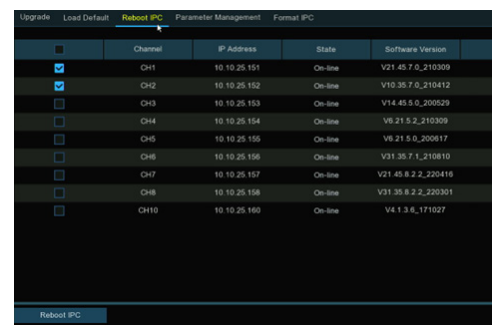 Upgrade Load Default Reboot IPC Parameter Management Format IPC
Channel IP Address State Software Version
CH1 10.10.25.151 On-line V21.45.7.0_210309
CH2 10.10.25.152 On-line V10.35.7.0_210412
CH3 10.10.25.153 On-line V14.45.5.0_200529
CH4 10.10.25.154 On-line V6.21.5.2_210309
CH5 10.10.25.155 On-line V6.21.5.0_200617
CH6 10.10.25.156 On-line V31.35.7.1_210810
CH7 10.10.25.157 On-line V21.45.8.2.2_220416
CH8 10.10.25.158 On-line V31.35.8.2.2_220301
CH10 10.10.25.160 On-line V4.1.3.6_171027
Reboot IPC